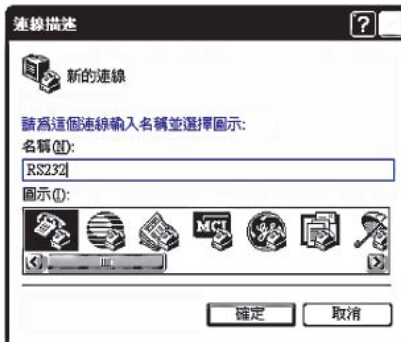 連線描述
新的連線
請為這個連線輸入名稱並選擇圖示:
名稱(N):
RS232
圖示(I):
MCI
確定
取消